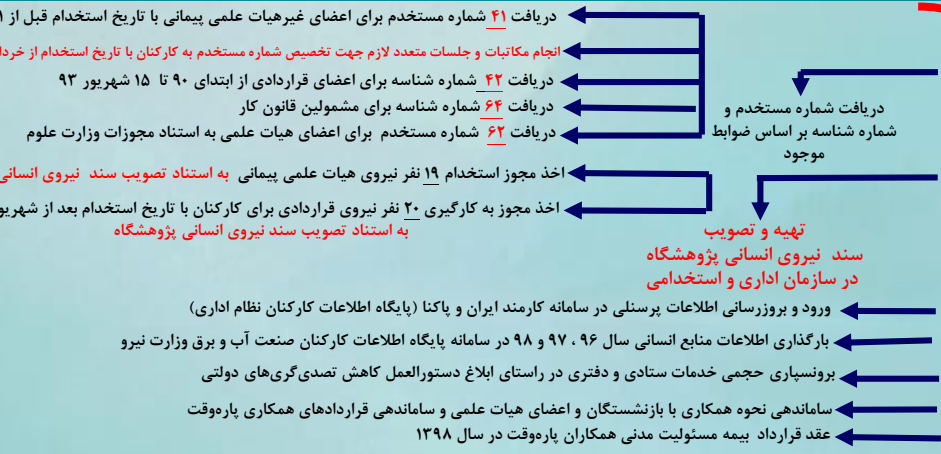 دریافت ۴۱ شماره مستخدم برای اعضای غیرهیات علمی پیمانی با تاریخ استخدام قبل از
انجام مکاتبات و جلسات متعدد لازم جهت تخصیص شماره مستخدم به کارکنان با تاریخ استخدام از
دریافت ۴۲ شماره شناسه برای اعضای قراردادی از ابتدای ۹۰ تا ۱۵ شهریور ۹۳
دریافت ۶۴ شماره شناسه برای مشمولین قانون کار
دریافت ۶۲ شماره مستخدم برای اعضای هیات علمی به استناد مجوزات وزارت علوم
دریافت شماره مستخدم و
شماره شناسه بر اساس ضوابط
موجود
اخذ مجوز استخدام ۱۹ نفر نیروی هیات علمی پیمانی به استناد تصویب سند نیروی انسانی
اخذ مجوز به کارگیری ۲۰ نفر نیروی قراردادی برای کارکنان با تاریخ استخدام بعد از
به استناد تصویب سند نیروی انسانی پژوهشگاه
تهیه و تصویب
سند نیروی انسانی پژوهشگاه
در سازمان اداری و استخدامی
ورود و بروزرسانی اطلاعات پرسنلی در سامانه کارمند ایران و پاکنا (پایگاه اطلاعات کارکنان نظام اداری)
بارگذاری اطلاعات منابع انسانی سال ۹۶ ، ۹۷ و ۹۸ در سامانه پایگاه اطلاعات کارکنان صنعت آب و برق وزارت نیرو
برونسپاری حجمی خدمات ستادی و دفتری در راستای ابلاغ دستورالعمل کاهش تصدی‌گری‌های دولتی
ساماندهی نحوه همکاری با بازنشستگان و اعضای هیات علمی و ساماندهی قراردادهای همکاری پاره‌وقت
عقد قرارداد بیمه مسئولیت مدنی همکاران پاره‌وقت در سال ۱۳۹۸